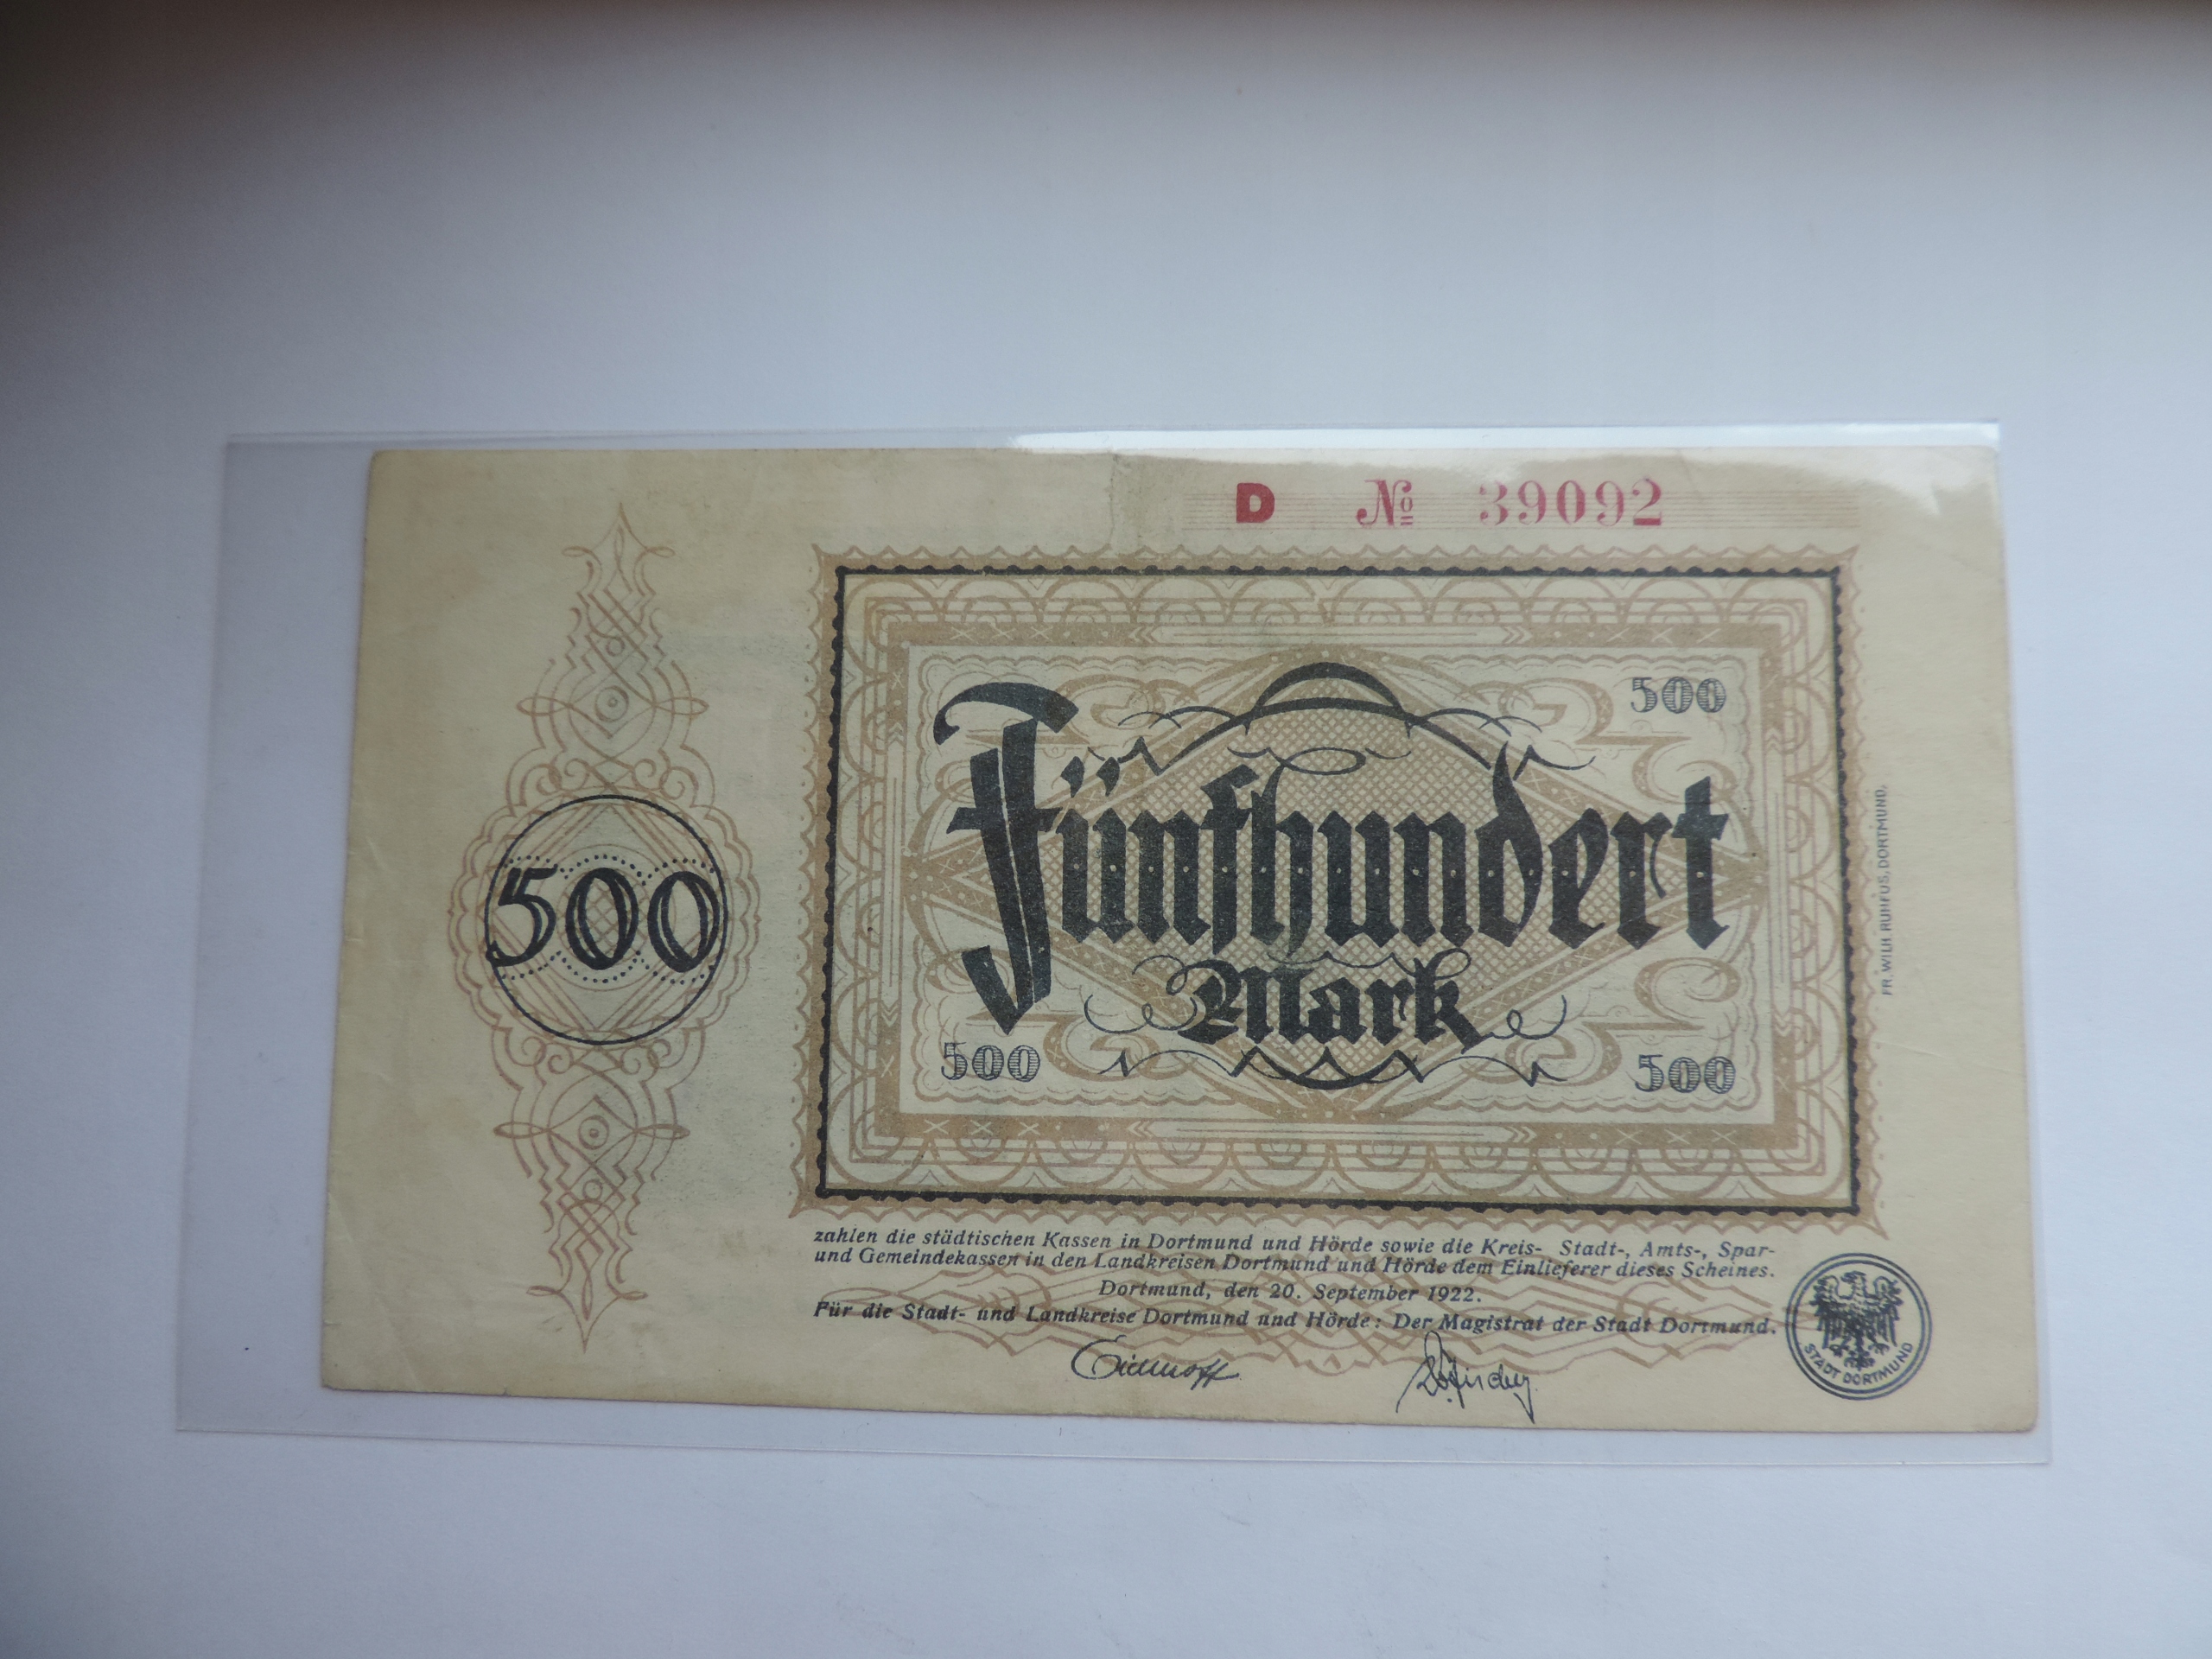 D № 39092
500
Fünfhundert
Mark
500
500
500
FR. WILH. RUHFUS, DORTMUND.
zahlen die städtischen Kassen in Dortmund und Hörde sowie die Kreis- Stadt-, Amts-, Spar-
und Gemeindekassen in den Landkreisen Dortmund und Hörde dem Einlieferer dieses Scheines.
Dortmund, den 20. September 1922.
Für die Stadt- und Landkreise Dortmund und Hörde: Der Magistrat der Stadt Dortmund.
STADT DORTMUND